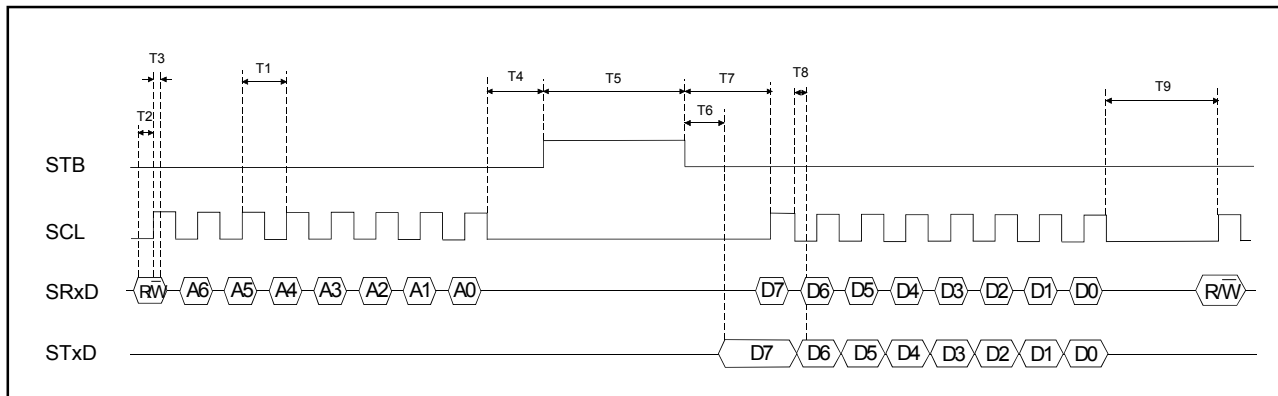 T3
T1
T4
T5
T7
T8
T9
T2
T6
STB
SCL
SRxD RW A6 A5 A4 A3 A2 A1 A0 D7 D6 D5 D4 D3 D2 D1 D0 R/W
STxD D7 D6 D5 D4 D3 D2 D1 D0